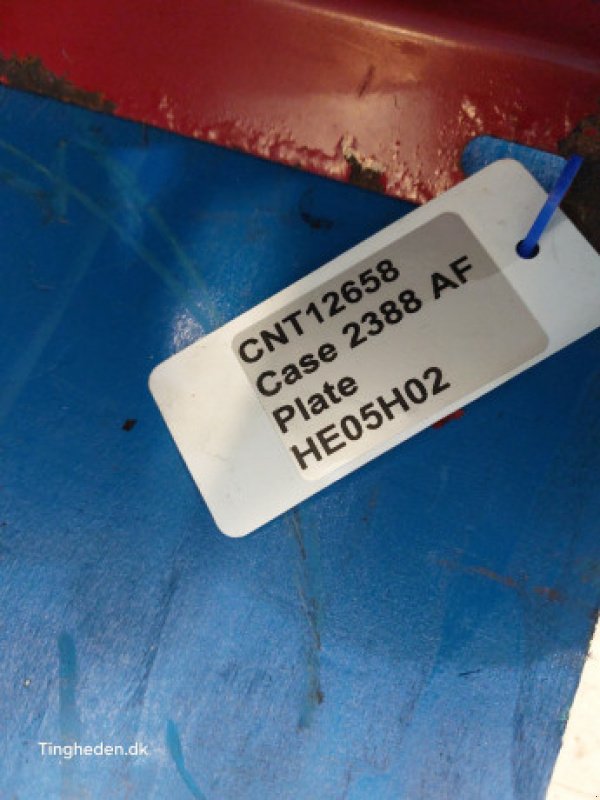 CNT12658
Case 2388 AF
Plate
HE05H02
Tingheden.dk